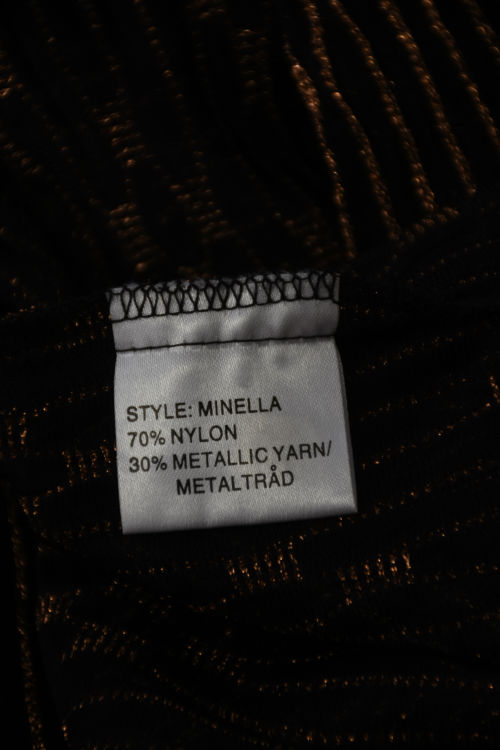 STYLE: MINELLA
70% NYLON
30% METALLIC YARN/
METALTRÅD